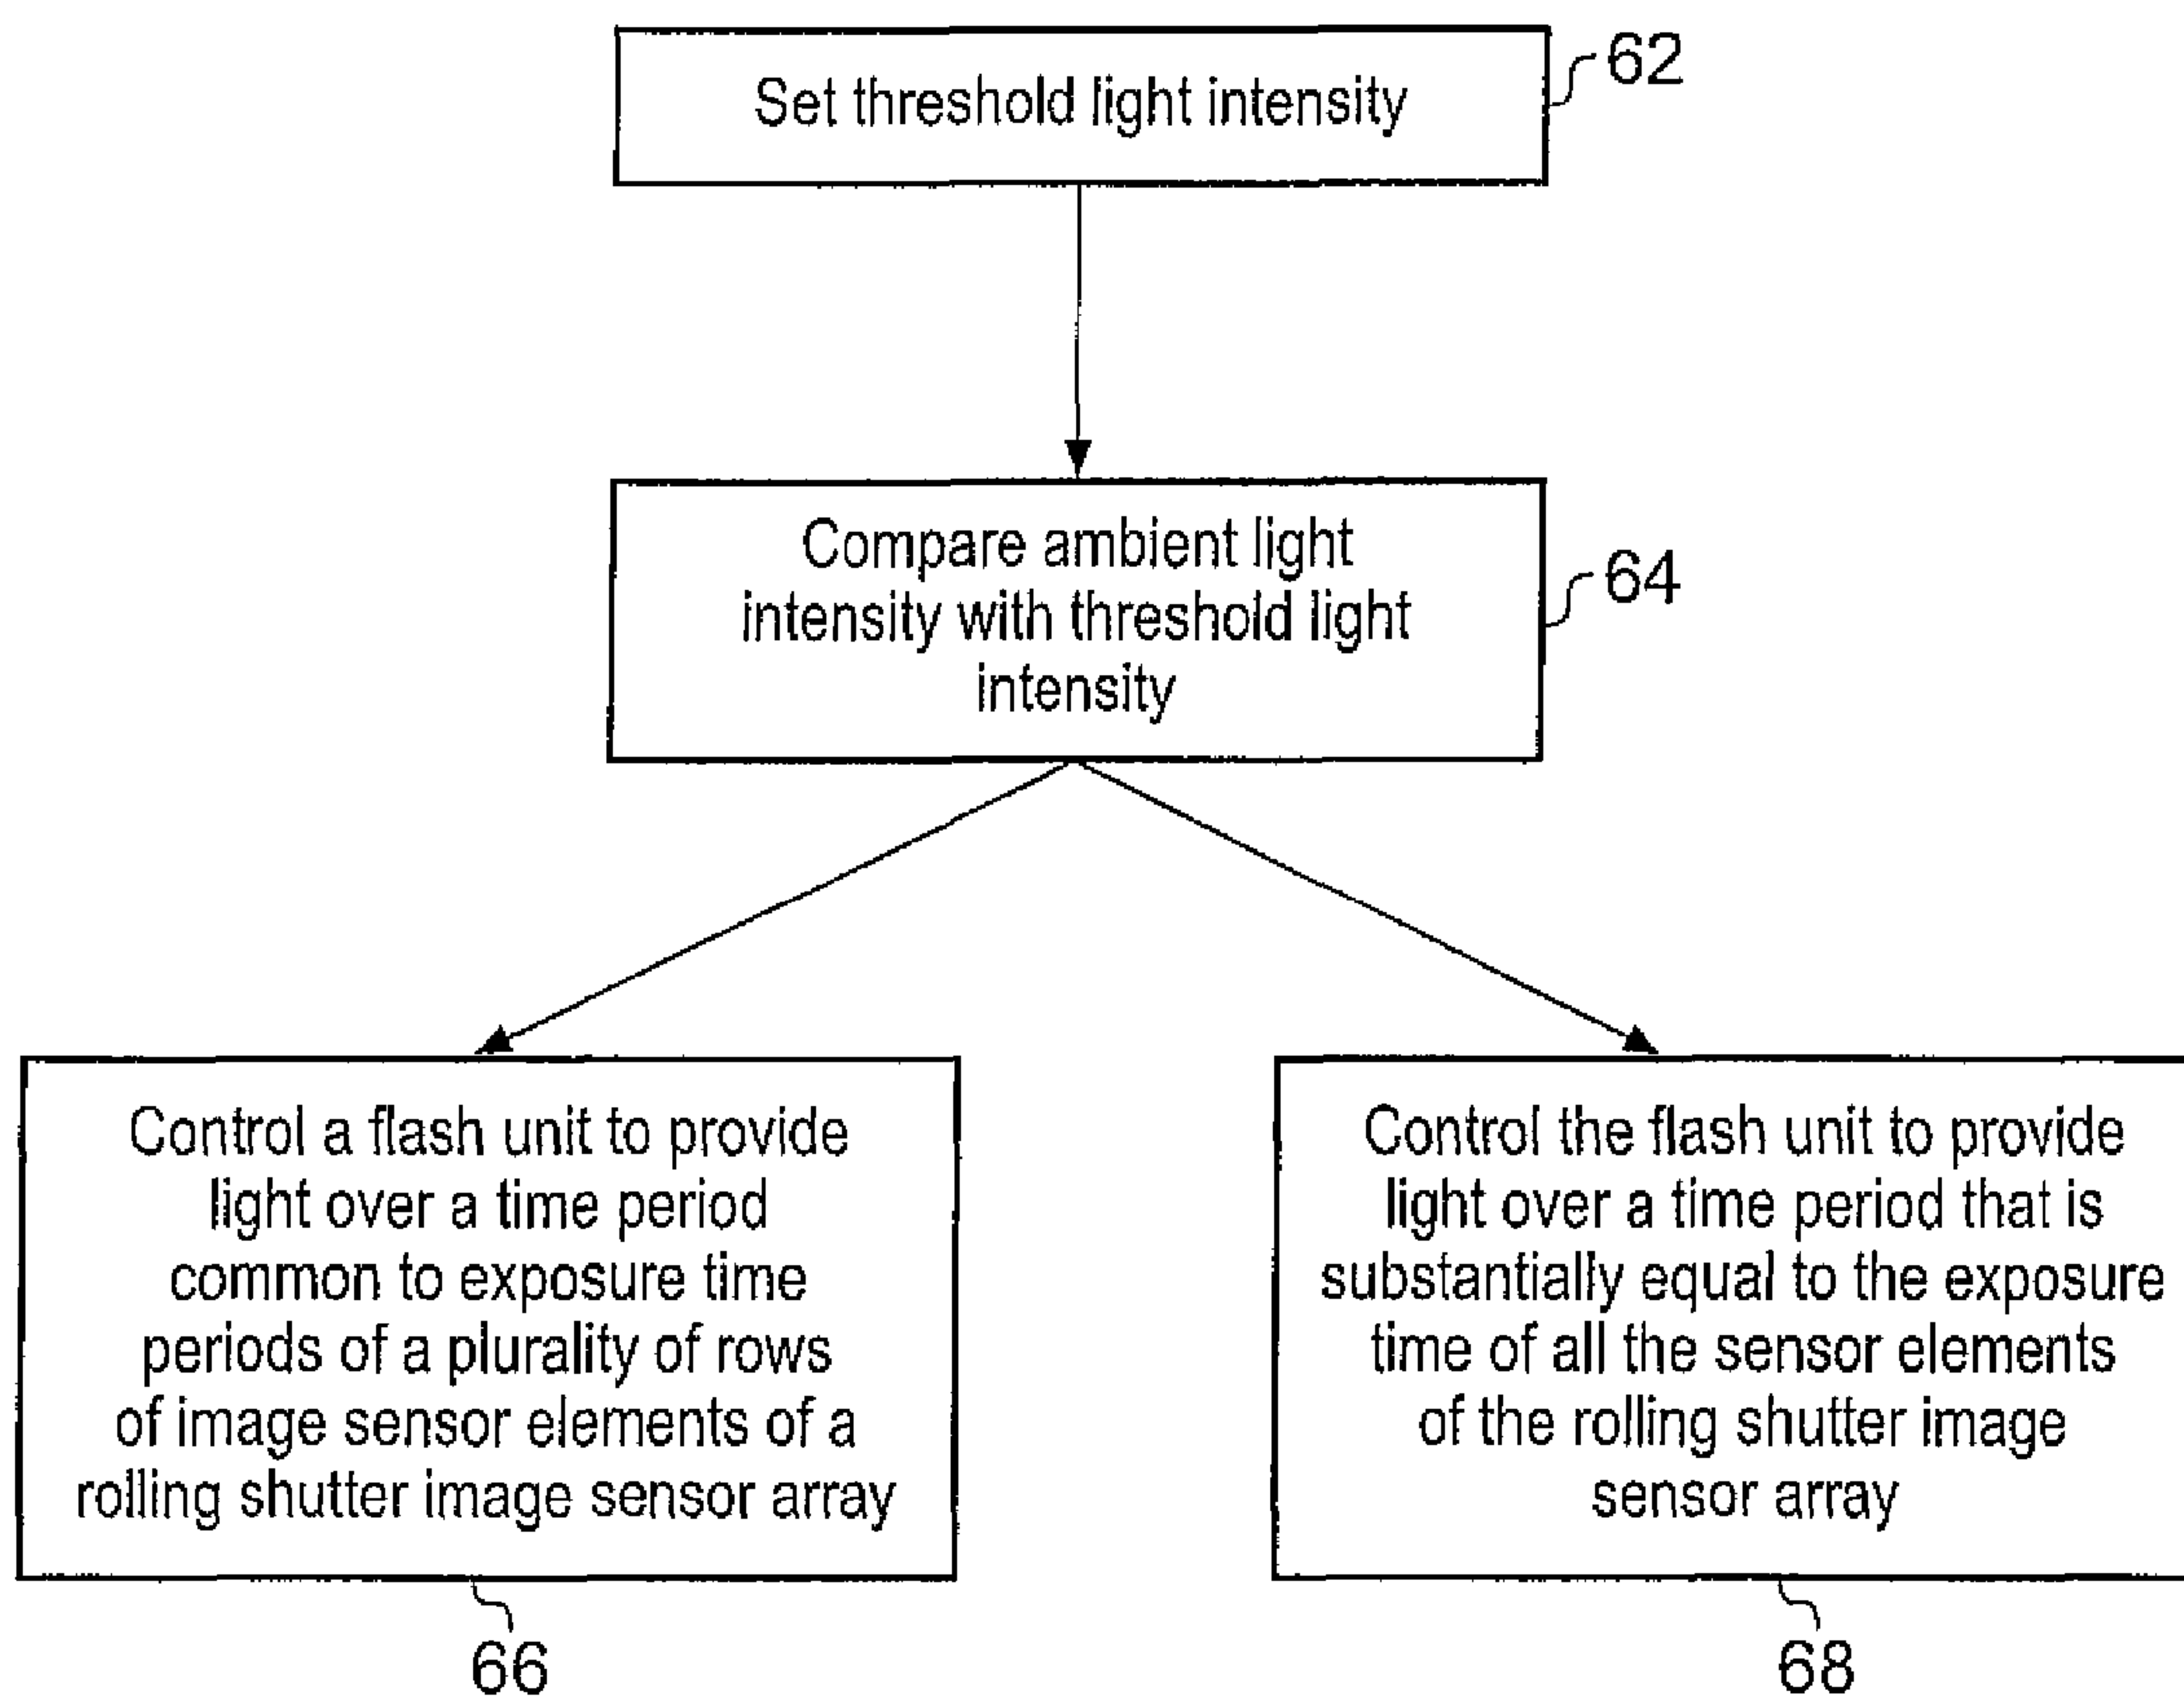 Set threshold light intensity
62
Compare ambient light
intensity with threshold light
intensity
64
Control a flash unit to provide
light over a time period
common to exposure time
periods of a plurality of rows
of image sensor elements of a
rolling shutter image sensor array
66
Control the flash unit to provide
light over a time period that is
substantially equal to the exposure
time of all the sensor elements
of the rolling shutter image
sensor array
68